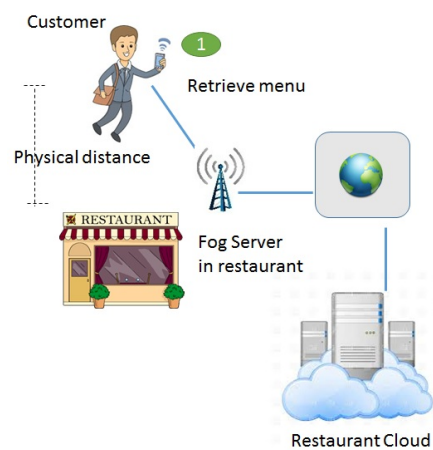 Customer
1
Retrieve menu
Physical distance
RESTAURANT
Fog Server
in restaurant
Restaurant Cloud